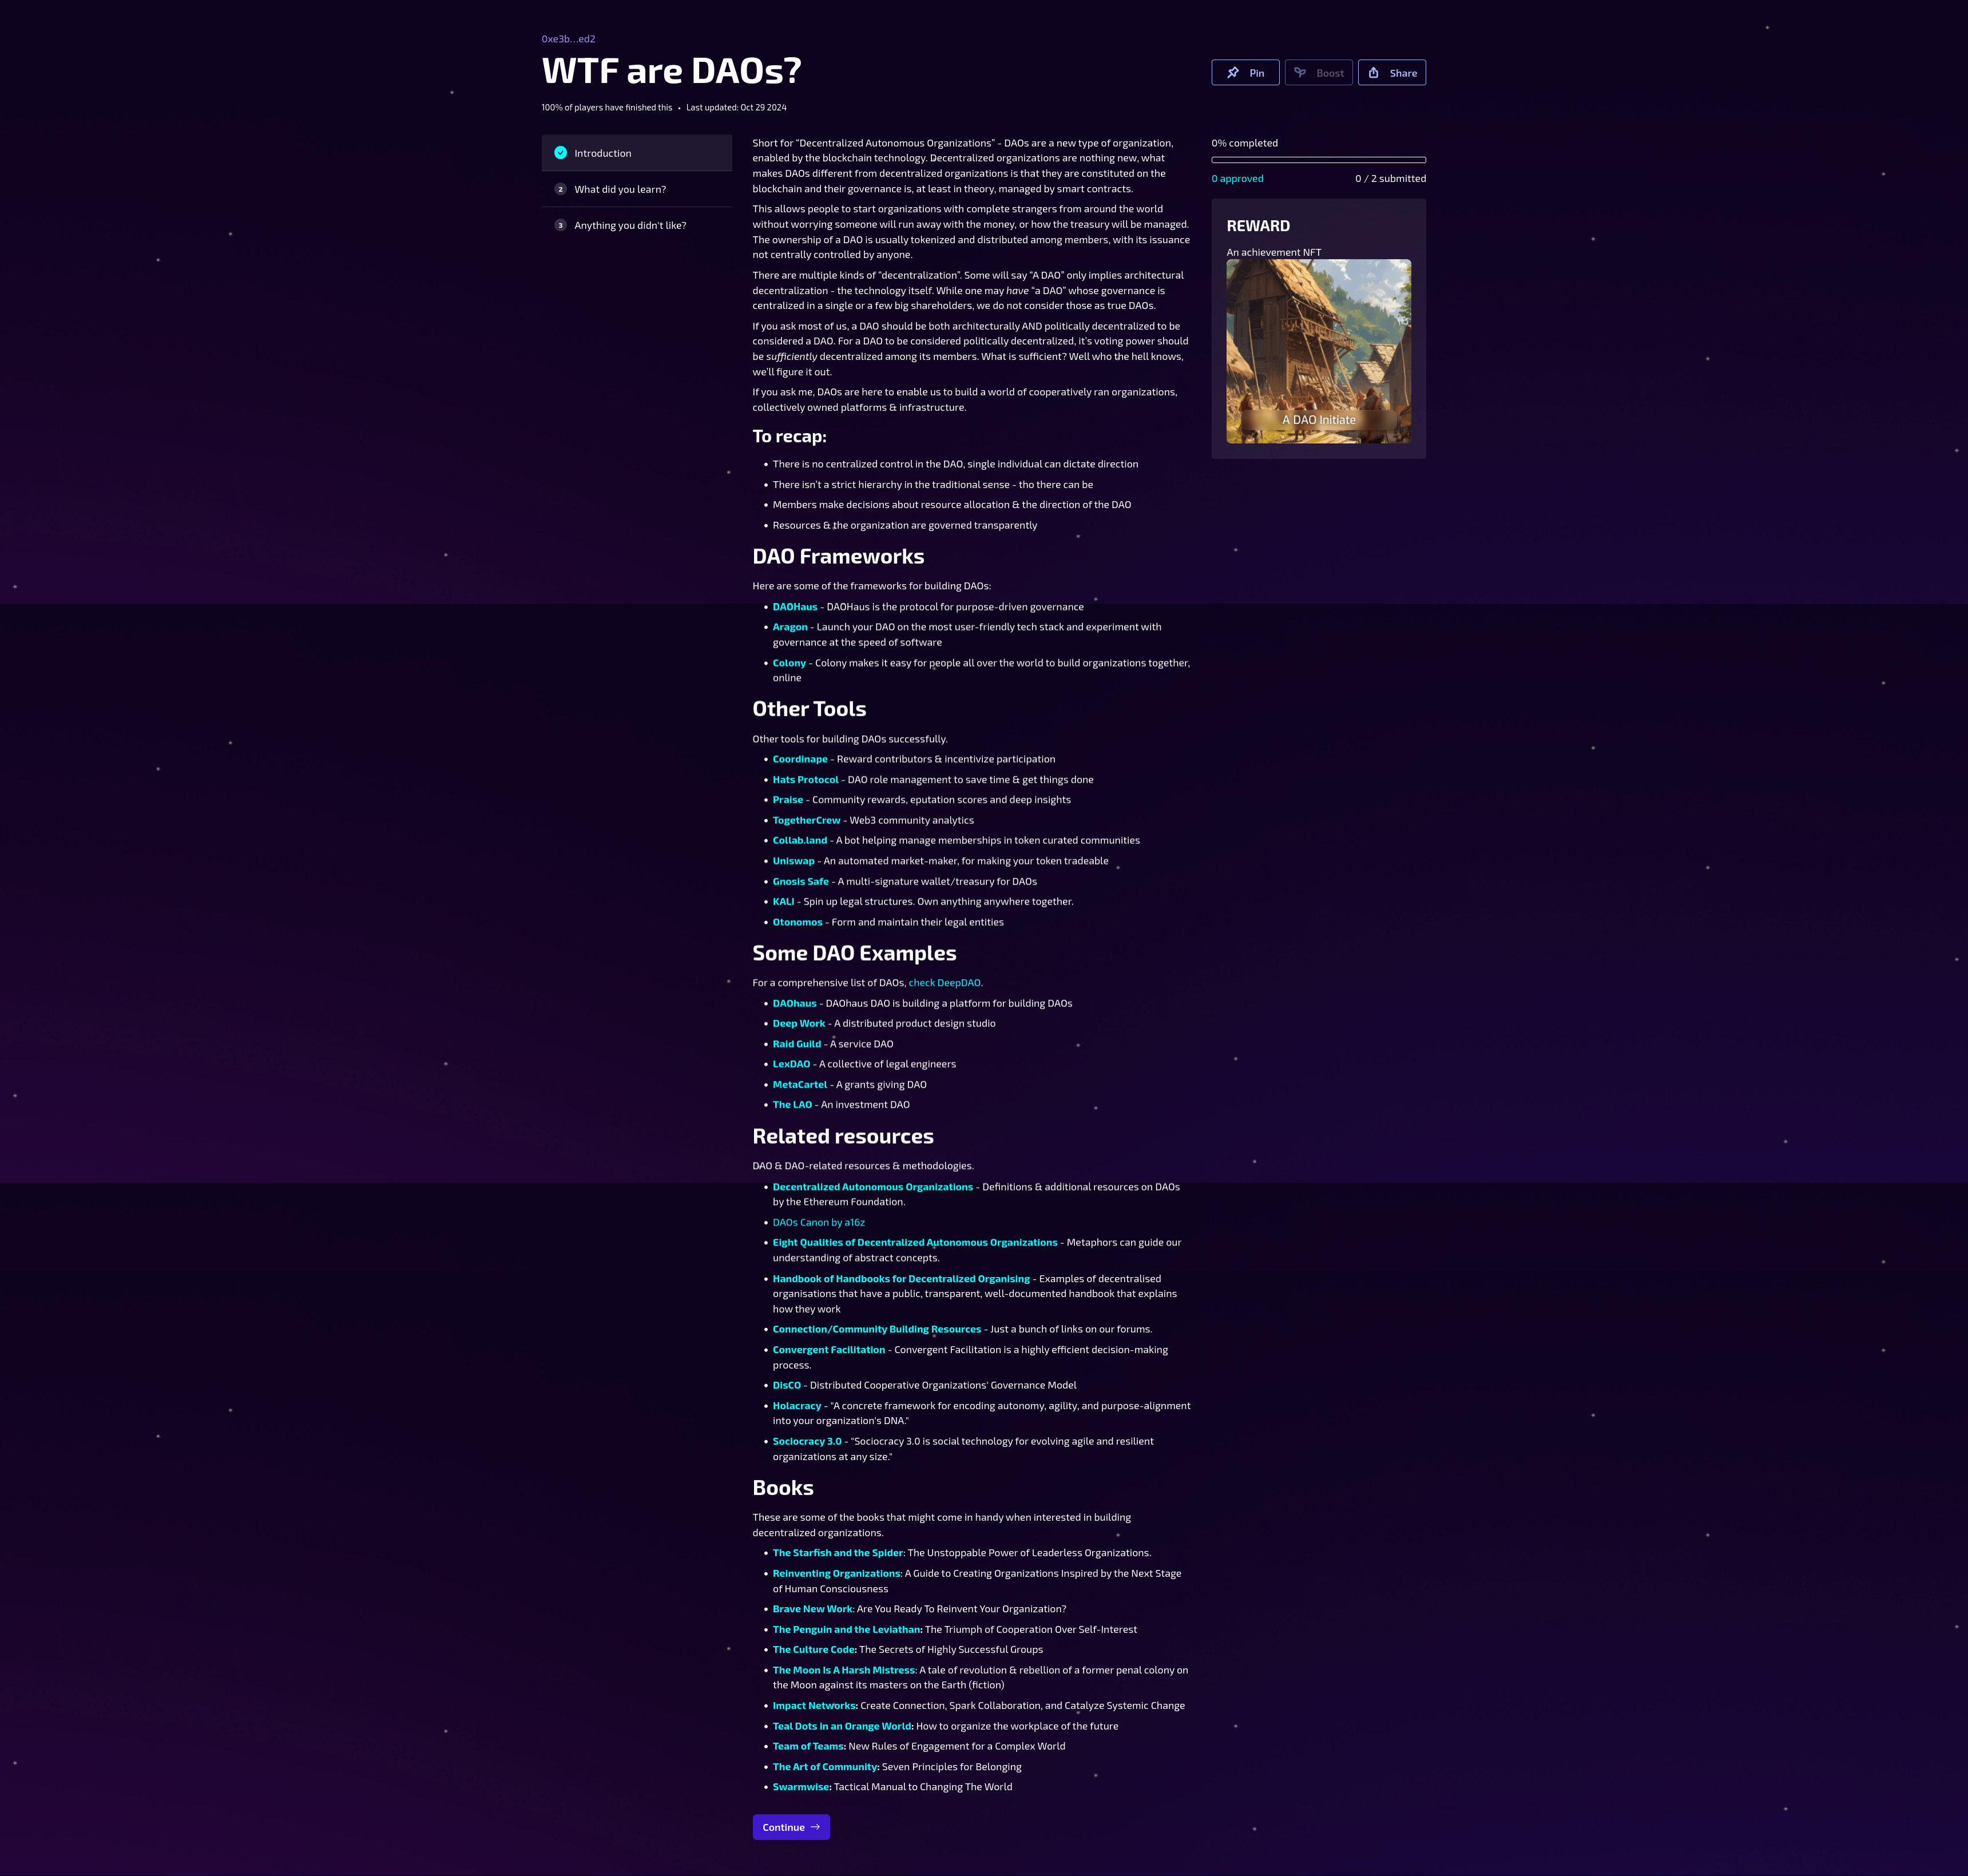 0xe3b…ed2
WTF are DAOs?
Pin
Boost
Share
100% of players have finished this • Last updated: Oct 29 2024
Introduction
2 What did you learn?
3 Anything you didn't like?
Short for “Decentralized Autonomous Organizations” - DAOs are a new type of organization,
enabled by the blockchain technology. Decentralized organizations are nothing new, what
makes DAOs different from decentralized organizations is that they are constituted on the
blockchain and their governance is, at least in theory, managed by smart contracts.
This allows people to start organizations with complete strangers from around the world
without worrying someone will run away with the money, or how the treasury will be managed.
The ownership of a DAO is usually tokenized and distributed among members, with its issuance
not centrally controlled by anyone.
There are multiple kinds of “decentralization”. Some will say “A DAO” only implies architectural
decentralization - the technology itself. While one may have “a DAO” whose governance is
centralized in a single or a few big shareholders, we do not consider those as true DAOs.
If you ask most of us, a DAO should be both architecturally AND politically decentralized to be
considered a DAO. For a DAO to be considered politically decentralized, it’s voting power should
be sufficiently decentralized among its members. What is sufficient? Well who the hell knows,
we’ll figure it out.
If you ask me, DAOs are here to enable us to build a world of cooperatively ran organizations,
collectively owned platforms & infrastructure.
To recap:
• There is no centralized control in the DAO, single individual can dictate direction
• There isn’t a strict hierarchy in the traditional sense - tho there can be
• Members make decisions about resource allocation & the direction of the DAO
• Resources & the organization are governed transparently
DAO Frameworks
Here are some of the frameworks for building DAOs:
• DAOHaus - DAOHaus is the protocol for purpose-driven governance
• Aragon - Launch your DAO on the most user-friendly tech stack and experiment with
governance at the speed of software
• Colony - Colony makes it easy for people all over the world to build organizations together,
online
Other Tools
Other tools for building DAOs successfully.
• Coordinape - Reward contributors & incentivize participation
• Hats Protocol - DAO role management to save time & get things done
• Praise - Community rewards, eputation scores and deep insights
• TogetherCrew - Web3 community analytics
• Collab.land - A bot helping manage memberships in token curated communities
• Uniswap - An automated market-maker, for making your token tradeable
• Gnosis Safe - A multi-signature wallet/treasury for DAOs
• KALI - Spin up legal structures. Own anything anywhere together.
• Otonomos - Form and maintain their legal entities
Some DAO Examples
For a comprehensive list of DAOs, check DeepDAO.
• DAOhaus - DAOhaus DAO is building a platform for building DAOs
• Deep Work - A distributed product design studio
• Raid Guild - A service DAO
• LexDAO - A collective of legal engineers
• MetaCartel - A grants giving DAO
• The LAO - An investment DAO
Related resources
DAO & DAO-related resources & methodologies.
• Decentralized Autonomous Organizations - Definitions & additional resources on DAOs
by the Ethereum Foundation.
• DAOs Canon by a16z
• Eight Qualities of Decentralized Autonomous Organizations - Metaphors can guide our
understanding of abstract concepts.
• Handbook of Handbooks for Decentralized Organising - Examples of decentralised
organisations that have a public, transparent, well-documented handbook that explains
how they work
• Connection/Community Building Resources - Just a bunch of links on our forums.
• Convergent Facilitation - Convergent Facilitation is a highly efficient decision-making
process.
• DisCO - Distributed Cooperative Organizations' Governance Model
• Holacracy - "A concrete framework for encoding autonomy, agility, and purpose-alignment
into your organization's DNA."
• Sociocracy 3.0 - "Sociocracy 3.0 is social technology for evolving agile and resilient
organizations at any size."
Books
These are some of the books that might come in handy when interested in building
decentralized organizations.
• The Starfish and the Spider: The Unstoppable Power of Leaderless Organizations.
• Reinventing Organizations: A Guide to Creating Organizations Inspired by the Next Stage
of Human Consciousness
• Brave New Work: Are You Ready To Reinvent Your Organization?
• The Penguin and the Leviathan: The Triumph of Cooperation Over Self-Interest
• The Culture Code: The Secrets of Highly Successful Groups
• The Moon Is A Harsh Mistress: A tale of revolution & rebellion of a former penal colony on
the Moon against its masters on the Earth (fiction)
• Impact Networks: Create Connection, Spark Collaboration, and Catalyze Systemic Change
• Teal Dots in an Orange World: How to organize the workplace of the future
• Team of Teams: New Rules of Engagement for a Complex World
• The Art of Community: Seven Principles for Belonging
• Swarmwise: Tactical Manual to Changing The World
Continue →
0% completed
0 approved
0 / 2 submitted
REWARD
An achievement NFT
A DAO Initiate